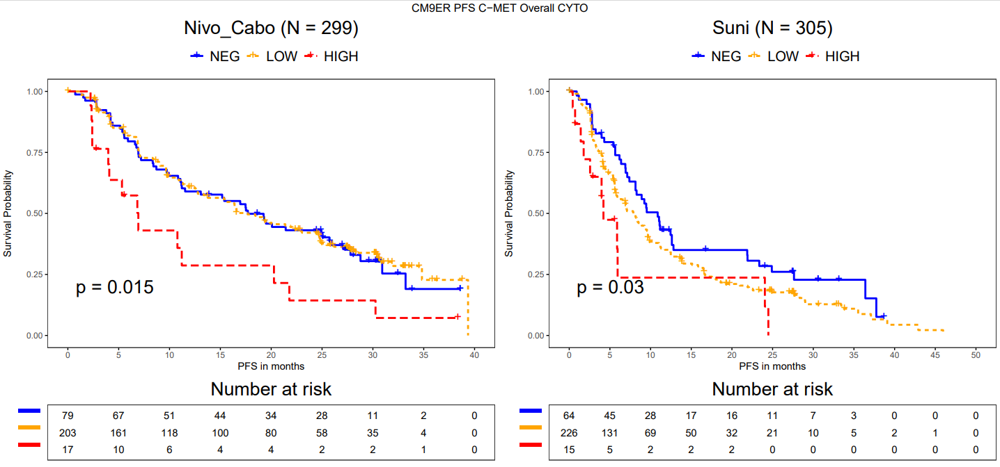 CM9ER PFS C−MET Overall CYTO
Nivo_Cabo (N = 299)
NEG LOW HIGH
Survival Probability
1.00
0.75
0.50
0.25
0.00
p = 0.015
0 5 10 15 20 25 30 35 40
PFS in months
Number at risk
79 67 51 44 34 28 11 2 0
203 161 118 100 80 58 35 4 0
17 10 6 4 4 2 2 1 0
Suni (N = 305)
NEG LOW HIGH
Survival Probability
1.00
0.75
0.50
0.25
0.00
p = 0.03
0 5 10 15 20 25 30 35 40 45 50
PFS in months
Number at risk
64 45 28 17 16 11 7 3 0 0 0
226 131 69 50 32 21 10 5 2 1 0
15 5 2 2 2 0 0 0 0 0 0